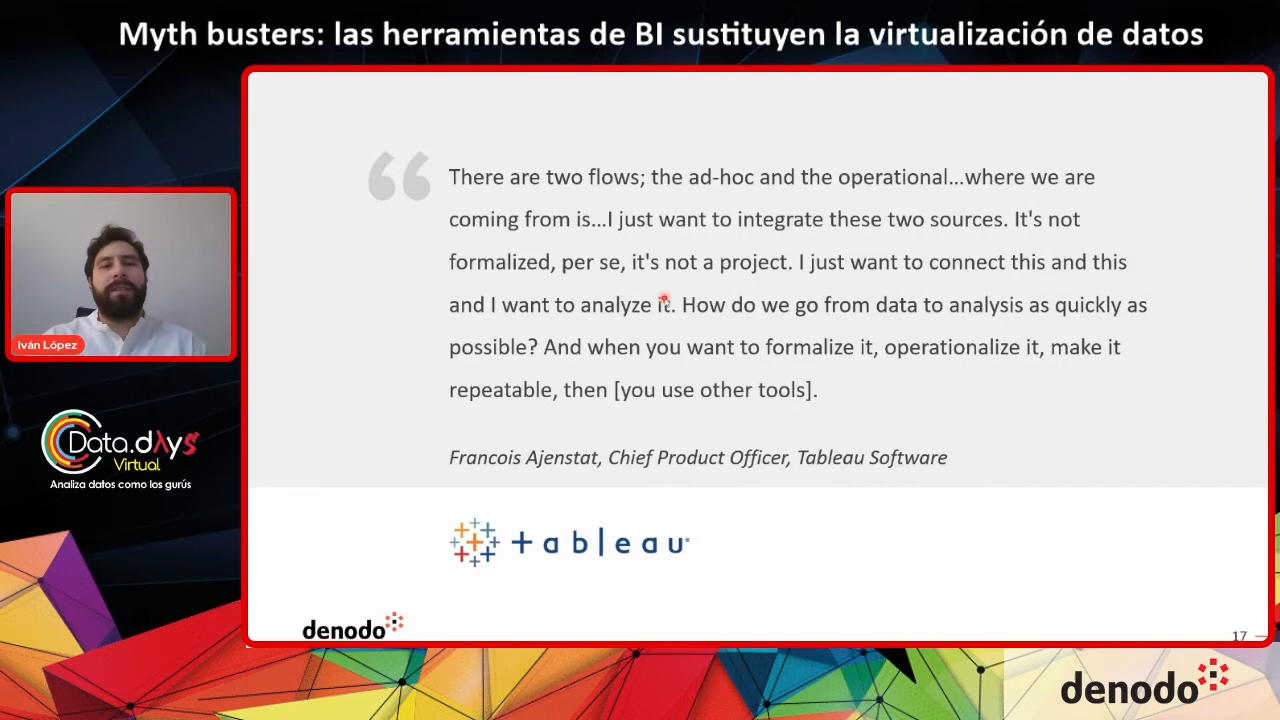 Myth busters: las herramientas de BI sustituyen la virtualización de datos
“
There are two flows; the ad-hoc and the operational...where we are
coming from is...I just want to integrate these two sources. It's not
formalized, per se, it's not a project. I just want to connect this and this
and I want to analyze it. How do we go from data to analysis as quickly as
possible? And when you want to formalize it, operationalize it, make it
repeatable, then [you use other tools].
Francois Ajenstat, Chief Product Officer, Tableau Software
+ableau®
denodo
17
Iván López
Data.dAys
Virtual
Analiza datos como los gurús
denodo